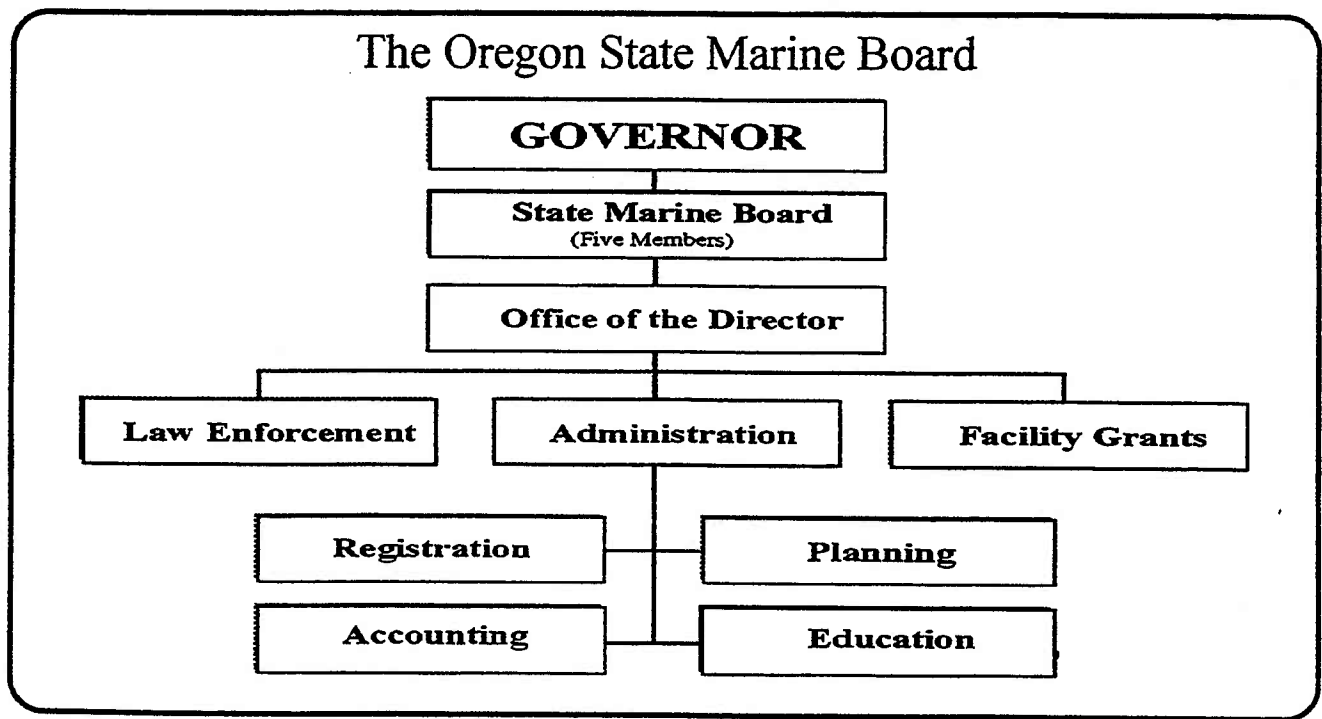 The Oregon State Marine Board
GOVERNOR
State Marine Board
(Five Members)
Office of the Director
Law Enforcement
Administration
Facility Grants
Registration
Planning
Accounting
Education